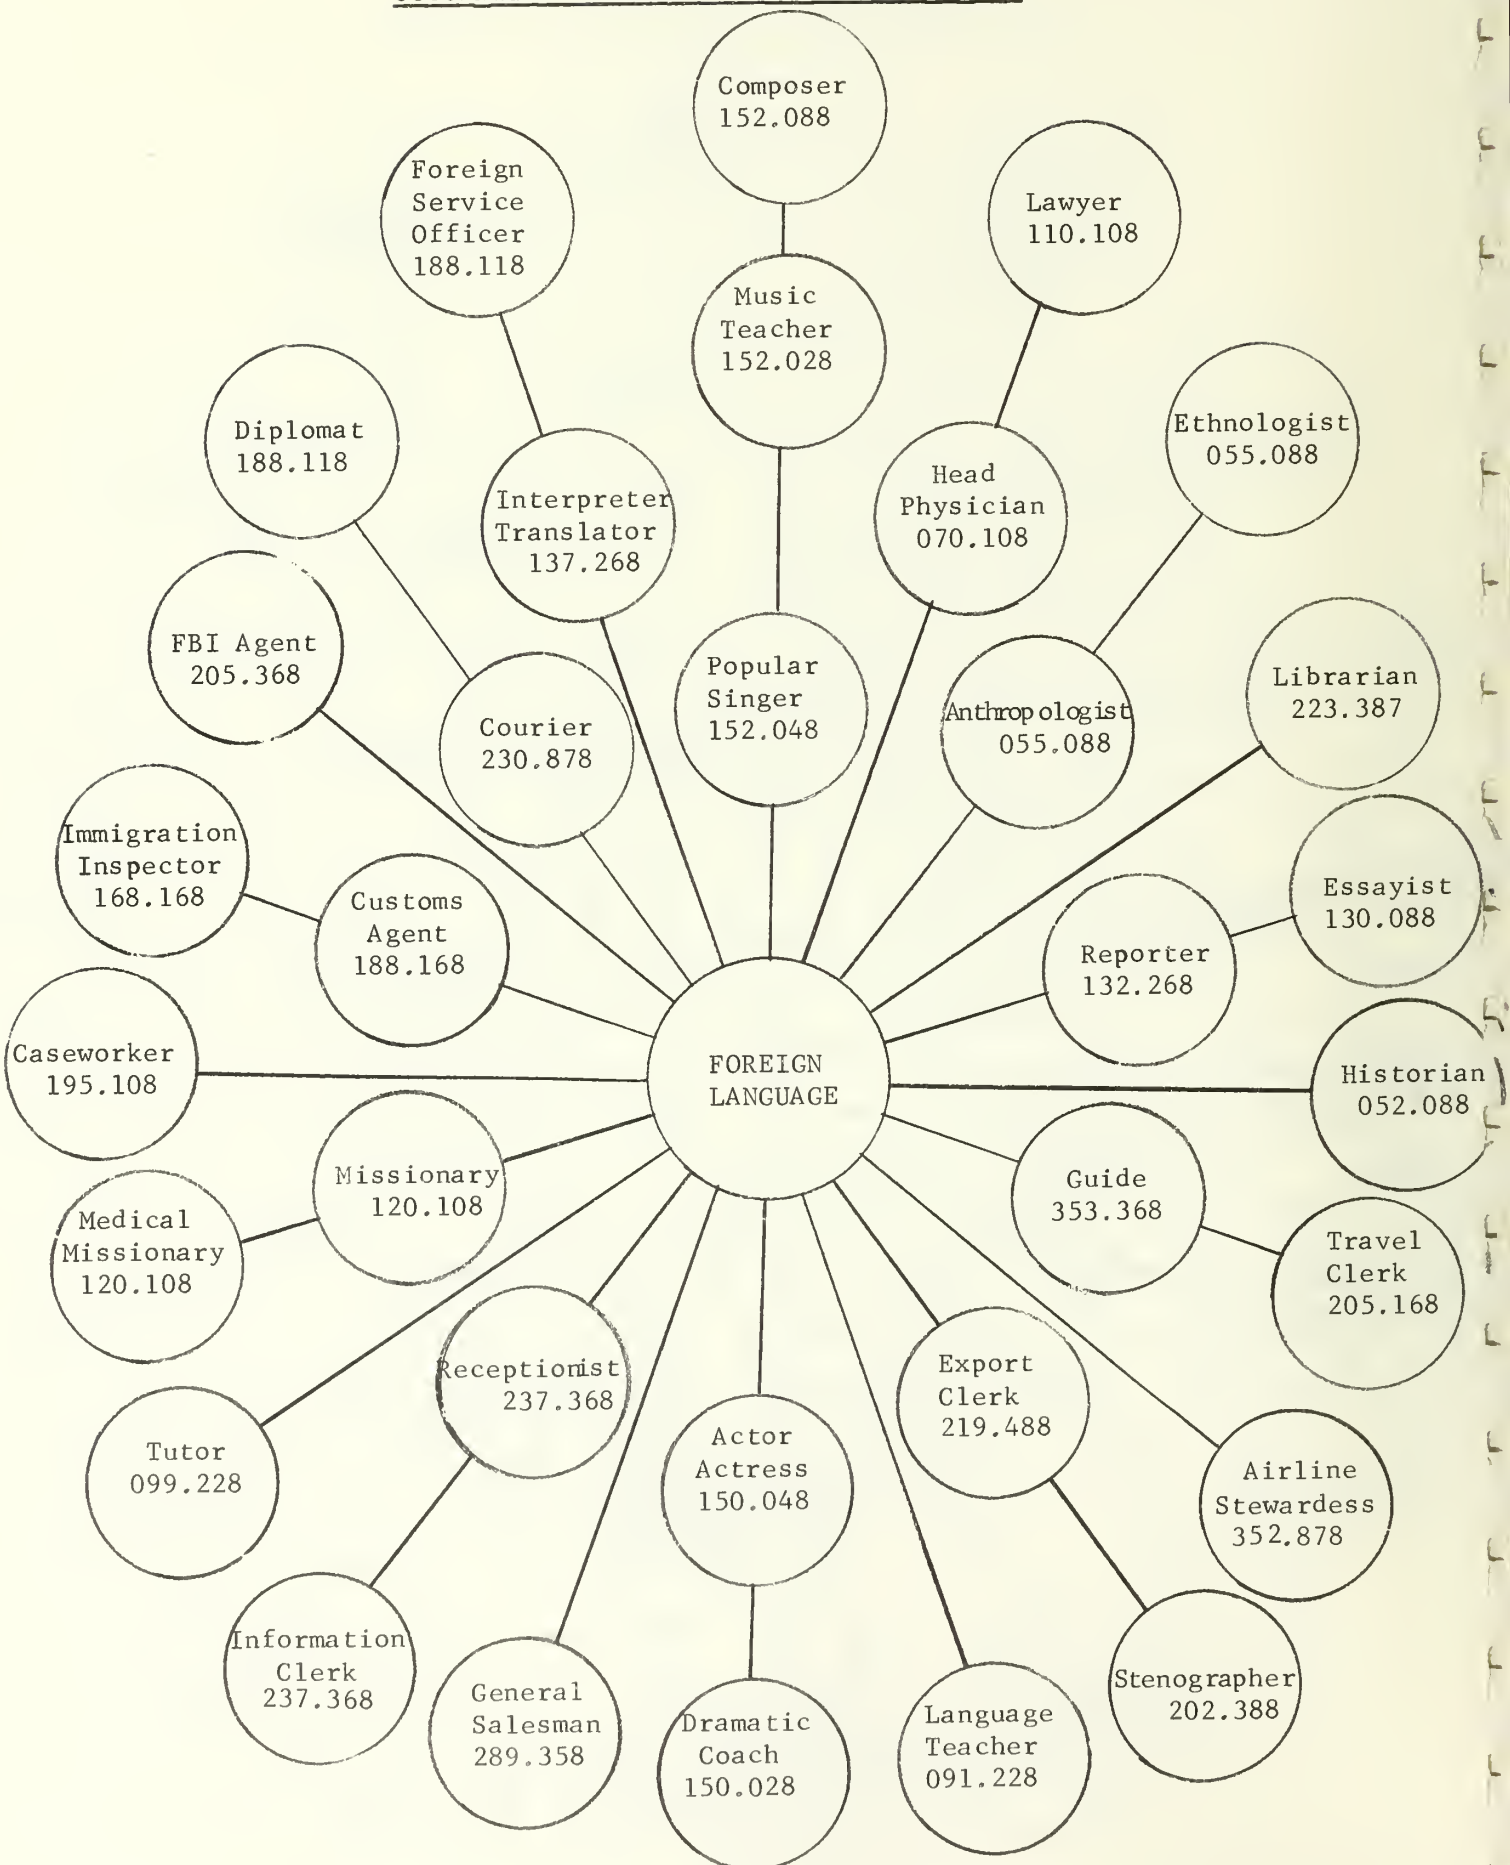 Composer
152.088
Foreign
Service
Officer
188.118
Lawyer
110.108
Music
Teacher
152.028
Diplomat
188.118
Ethnologist
055.088
Interpreter
Translator
137.268
Head
Physician
070.108
FBI Agent
205.368
Courier
230.878
Popular
Singer
152.048
Anthropologist
055.088
Librarian
223.387
Immigration
Inspector
168.168
Customs
Agent
188.168
Reporter
132.268
Essayist
130.088
Caseworker
195.108
FOREIGN
LANGUAGE
Historian
052.088
Medical
Missionary
120.108
Missionary
120.108
Guide
353.368
Travel
Clerk
205.168
Tutor
099.228
Receptionist
237.368
Actor
Actress
150.048
Export
Clerk
219.488
Airline
Stewardess
352.878
Information
Clerk
237.368
General
Salesman
289.358
Dramatic
Coach
150.028
Language
Teacher
091.228
Stenographer
202.388